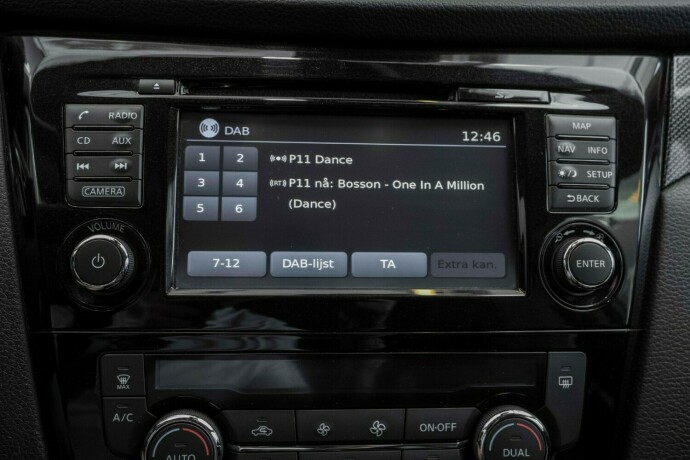 RADIO
CD AUX
CAMERA
VOLUME
DAB 12:46
1 2
3 4
5 6
P11 Dance
(RT) P11 nå: Bosson - One In A Million
(Dance)
7-12 DAB-lijst TA Extra kan.
MAP
NAV INFO
SETUP
BACK
ENTER
MAX
A/C
AUTO
ON-OFF
DUAL